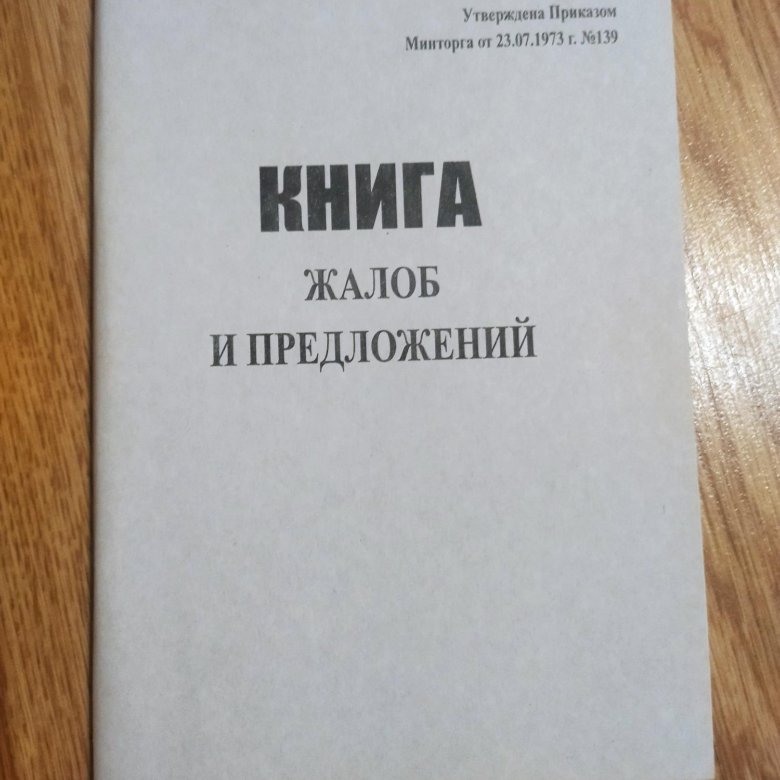 Утверждена Приказом
Минторга от 23.07.1973 г. №139
КНИГА
ЖАЛОБ
И ПРЕДЛОЖЕНИЙ